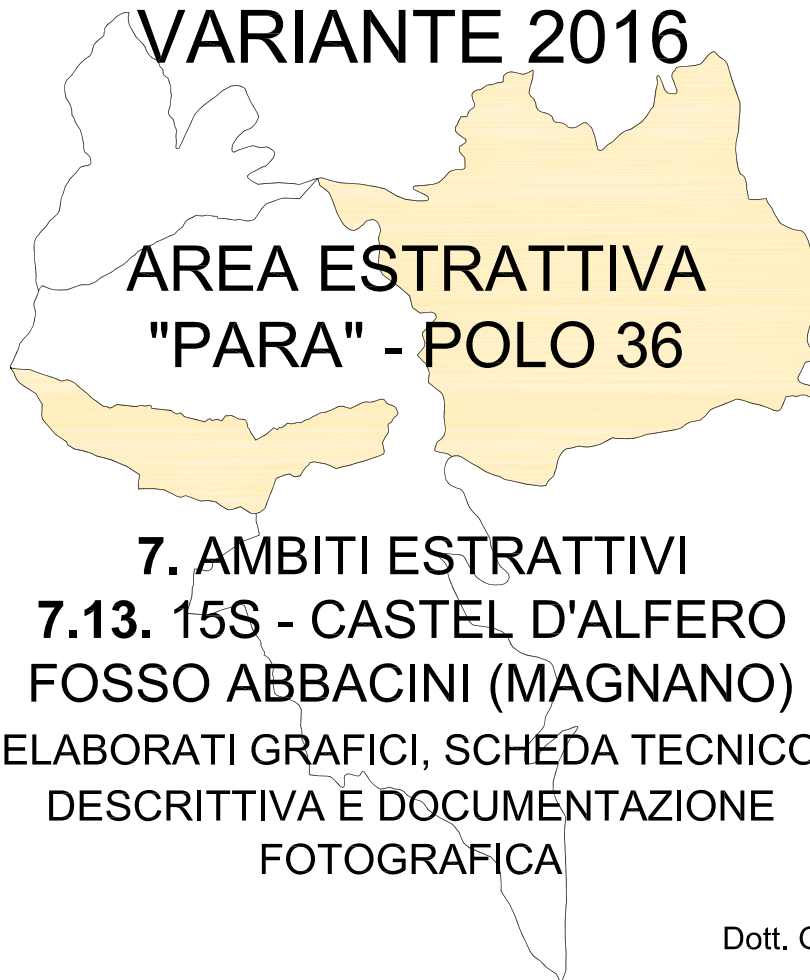 VARIANTE 2016
AREA ESTRATTIVA
"PARA" - POLO 36
7. AMBITI ESTRATTIVI
7.13. 15S - CASTEL D'ALFERO
FOSSO ABBACINI (MAGNANO)
ELABORATI GRAFICI, SCHEDA TECNICO
DESCRITTIVA E DOCUMENTAZIONE
FOTOGRAFICA
Dott.